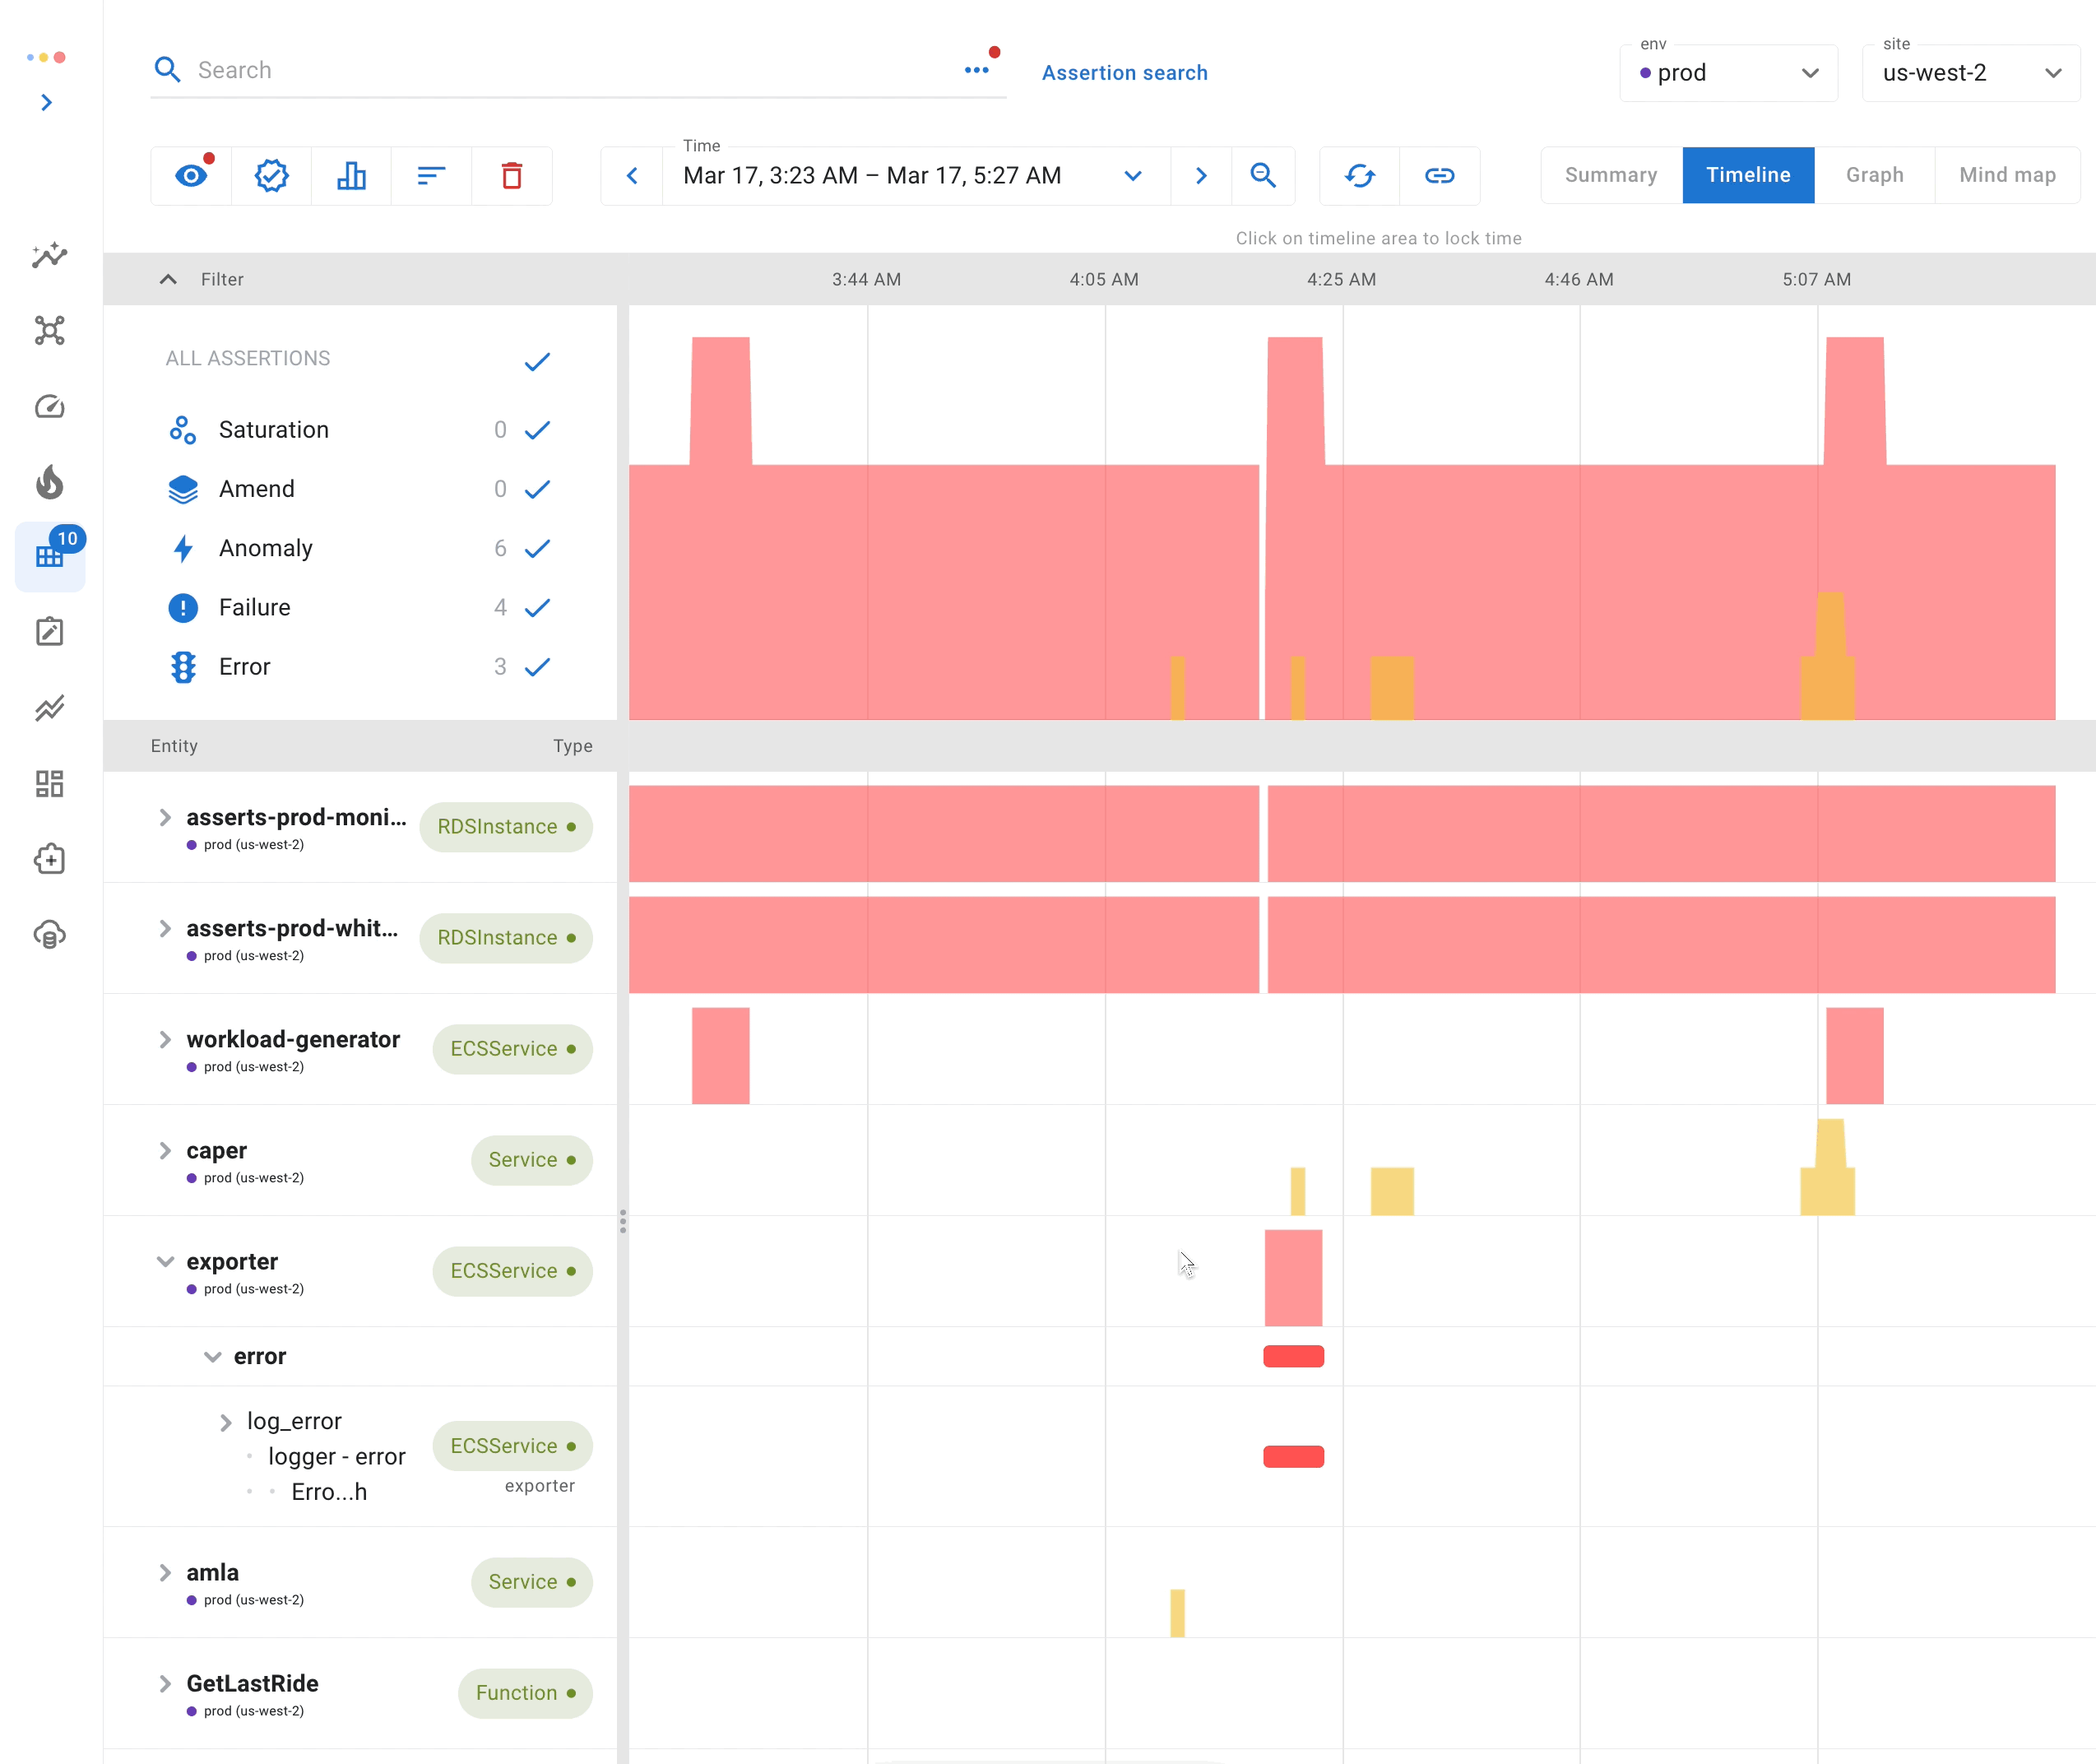 env
site
Search
Assertion search
prod
us-west-2
Time
Mar 17, 3:23 AM – Mar 17, 5:27 AM
Summary
Timeline
Graph
Mind map
Click on timeline area to lock time
Filter
3:44 AM
4:05 AM
4:25 AM
4:46 AM
5:07 AM
ALL ASSERTIONS
Saturation 0
Amend 0
10
Anomaly 6
Failure 4
Error 3
Entity Type
asserts-prod-moni...
RDSInstance
prod (us-west-2)
asserts-prod-whit...
RDSInstance
prod (us-west-2)
workload-generator
ECSService
prod (us-west-2)
caper
Service
prod (us-west-2)
exporter
ECSService
prod (us-west-2)
error
log_error
ECSService
logger - error
exporter
Erro...h
amla
Service
prod (us-west-2)
GetLastRide
Function
prod (us-west-2)